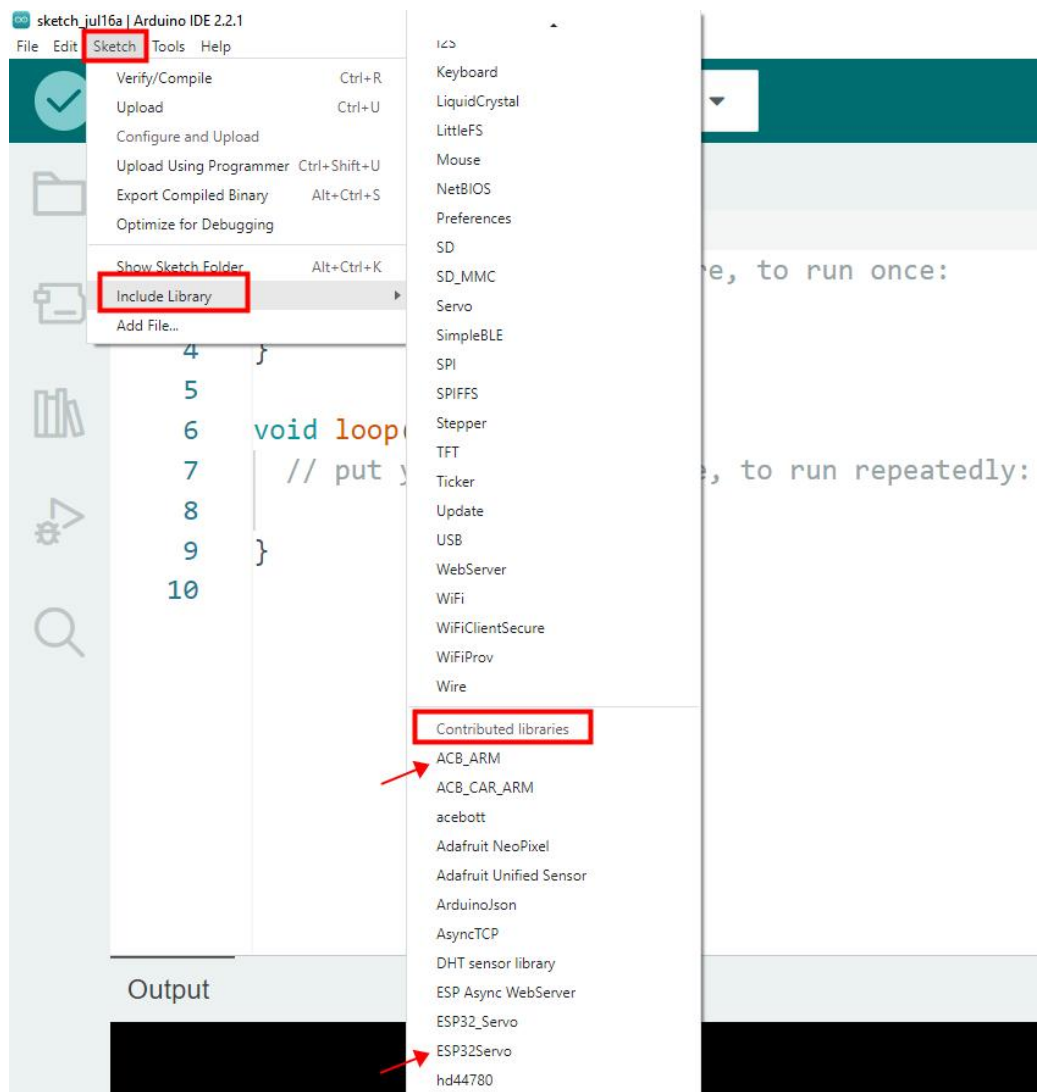 sketch_jul16a | Arduino IDE 2.2.1
File Edit Sketch Tools Help
Verify/Compile Ctrl+R
Upload Ctrl+U
Configure and Upload
Upload Using Programmer Ctrl+Shift+U
Export Compiled Binary Alt+Ctrl+S
Optimize for Debugging
Show Sketch Folder Alt+Ctrl+K
Include Library
Add File...
I2S
Keyboard
LiquidCrystal
LittleFS
Mouse
NetBIOS
Preferences
SD
SD_MMC
Servo
SimpleBLE
SPI
SPIFFS
Stepper
TFT
Ticker
Update
USB
WebServer
WiFi
WiFiClientSecure
WiFiProv
Wire
Contributed libraries
ACB_ARM
ACB_CAR_ARM
acebott
Adafruit NeoPixel
Adafruit Unified Sensor
ArduinoJson
AsyncTCP
DHT sensor library
ESP Async WebServer
ESP32_Servo
ESP32Servo
hd44780
, to run once:
4 }
5
6 void loop(
7 // put , to run repeatedly:
8
9 }
10
Output